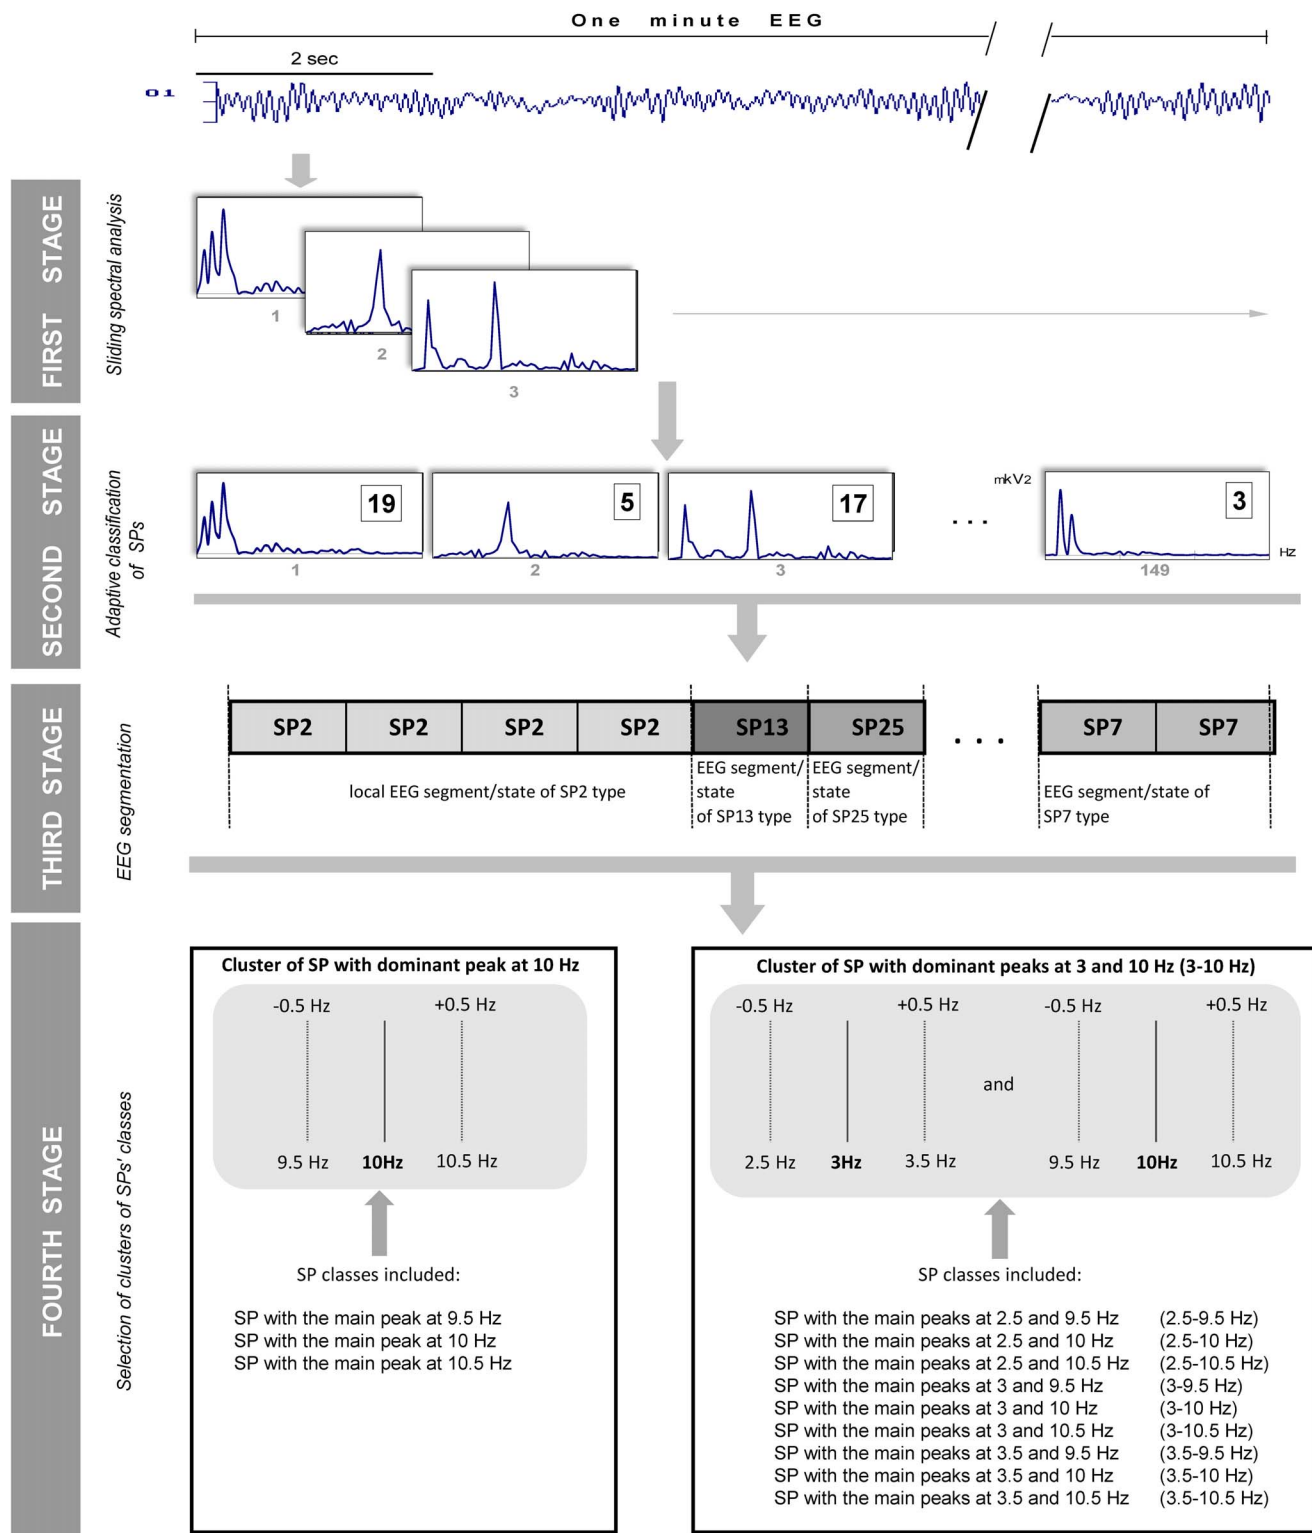 One minute EEG
2 sec
O1
FIRST STAGE
Sliding spectral analysis
1
2
3
SECOND STAGE
Adaptive classification
of SPs
19
5
17
. . .
mkV2
3
Hz
1
2
3
149
THIRD STAGE
EEG segmentation
SP2 SP2 SP2 SP2 SP13 SP25 . . . SP7 SP7
local EEG segment/state of SP2 type
EEG segment/
state
of SP13 type
EEG segment/
state
of SP25 type
EEG segment/state of
SP7 type
FOURTH STAGE
Selection of clusters of SPs' classes
Cluster of SP with dominant peak at 10 Hz
-0.5 Hz +0.5 Hz
9.5 Hz 10Hz 10.5 Hz
SP classes included:
SP with the main peak at 9.5 Hz
SP with the main peak at 10 Hz
SP with the main peak at 10.5 Hz
Cluster of SP with dominant peaks at 3 and 10 Hz (3-10 Hz)
-0.5 Hz +0.5 Hz -0.5 Hz +0.5 Hz
and
2.5 Hz 3Hz 3.5 Hz 9.5 Hz 10Hz 10.5 Hz
SP classes included:
SP with the main peaks at 2.5 and 9.5 Hz (2.5-9.5 Hz)
SP with the main peaks at 2.5 and 10 Hz (2.5-10 Hz)
SP with the main peaks at 2.5 and 10.5 Hz (2.5-10.5 Hz)
SP with the main peaks at 3 and 9.5 Hz (3-9.5 Hz)
SP with the main peaks at 3 and 10 Hz (3-10 Hz)
SP with the main peaks at 3 and 10.5 Hz (3-10.5 Hz)
SP with the main peaks at 3.5 and 9.5 Hz (3.5-9.5 Hz)
SP with the main peaks at 3.5 and 10 Hz (3.5-10 Hz)
SP with the main peaks at 3.5 and 10.5 Hz (3.5-10.5 Hz)